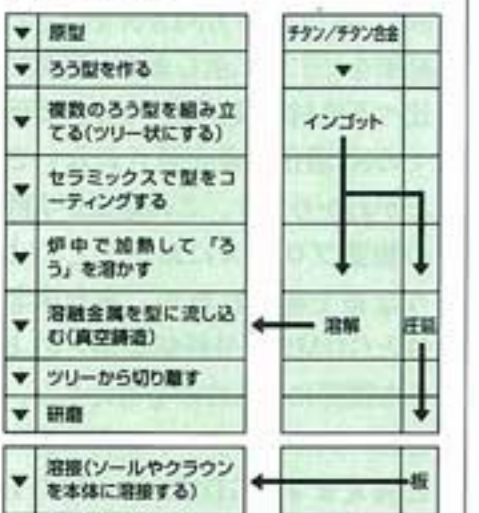 ▼ 原型
▼ ろう型を作る
▼ 複数のろう型を組み立
てる(ツリー状にする)
▼ セラミックスで型をコ
ーティングする
▼ 炉中で加熱して「ろ
う」を溶かす
▼ 溶融金属を型に流し込
む(真空鋳造)
▼ ツリーから切り離す
▼ 研磨
▼ 溶接(ソールやクラウン
を本体に溶接する)
チタン/チタン合金
▼
インゴット
溶解
圧延
板